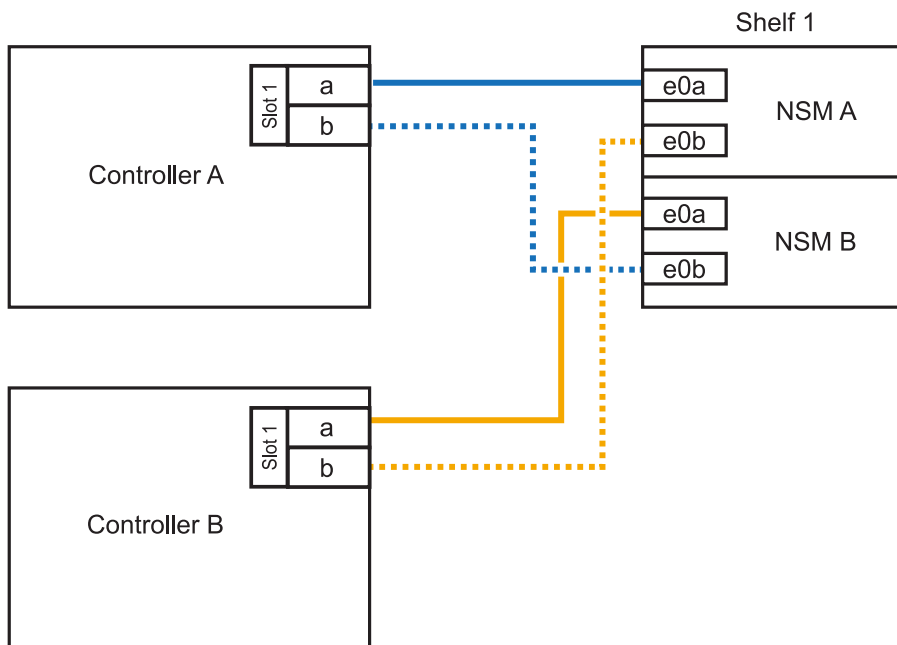 Shelf 1
Slot 1
a
b
Controller A
e0a
e0b
NSM A
e0a
e0b
NSM B
Slot 1
a
b
Controller B